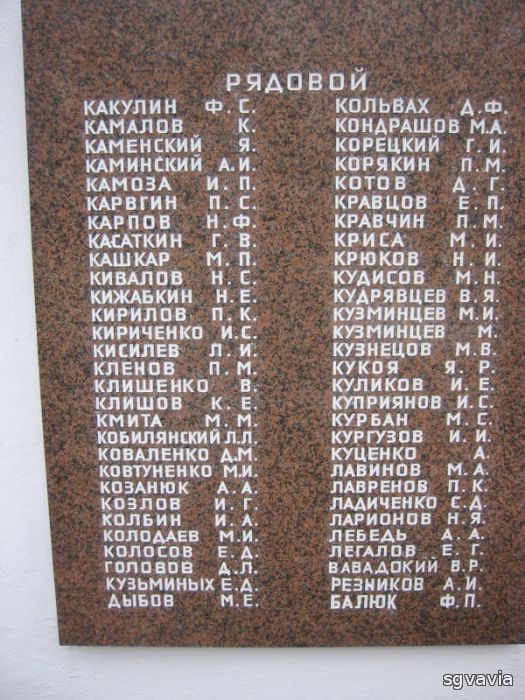 РЯДОВОЙ
КАКУЛИН Ф. С.
КАМАЛОВ К.
КАМЕНСКИЙ Я.
КАМИНСКИЙ А.И.
КАМОЗА И. П.
КАРВГИН П. С.
КАРПОВ Н. Ф.
КАСАТКИН Г. В.
КАШКАР М. П.
КИВАЛОВ Н. С.
КИЖАБКИН Н. Е.
КИРИЛОВ П. К.
КИРИЧЕНКО И.С.
КИСИЛЕВ Л. И.
КЛЕНОВ П. М.
КЛИШЕНКО В.
КЛИШОВ К. Е.
КМИТА М. М.
КОБИЛЯНСКИЙ Л.Л.
КОВАЛЕНКО Д.М.
КОВТУНЕНКО М.И.
КОЗАНЮК А. А.
КОЗЛОВ И. Г.
КОЛБИН И. А.
КОЛОДАЕВ М.И.
КОЛОСОВ Е. Д.
ГОЛОВОВ Д.Л.
КУЗЬМИНЫХ Е.Д.
ДЫБОВ М.Е.
КОЛЬВАХ Д.Ф.
КОНДРАШОВ М.А.
КОРЕЦКИЙ Г. И.
КОРЯКИН П. М.
КОТОВ Д. Г.
КРАВЦОВ Е. П.
КРАВЧИН П. М.
КРИСА М. И.
КРЮКОВ Н. И.
КУДИСОВ М. Н.
КУДРЯВЦЕВ В.Я.
КУЗМИНЦЕВ М.И.
КУЗМИНЦЕВ М.
КУЗНЕЦОВ М.В.
КУКОЯ Я. Р.
КУЛИКОВ И. Е.
КУПРИЯНОВ И.С.
КУРБАН М. С.
КУРГУЗОВ И. И.
КУЦЕНКО А.
ЛАВИНОВ М. А.
ЛАВРЕНОВ П. К.
ЛАДИЧЕНКО С.Д.
ЛАРИОНОВ Н.Я.
ЛЕБЕДЬ А. А.
ЛЕГАЛОВ Е. Г.
ВАВАДОКИЙ В.Р.
РЕЗНИКОВ А.И.
БАЛЮК Ф.П.
sgvavia